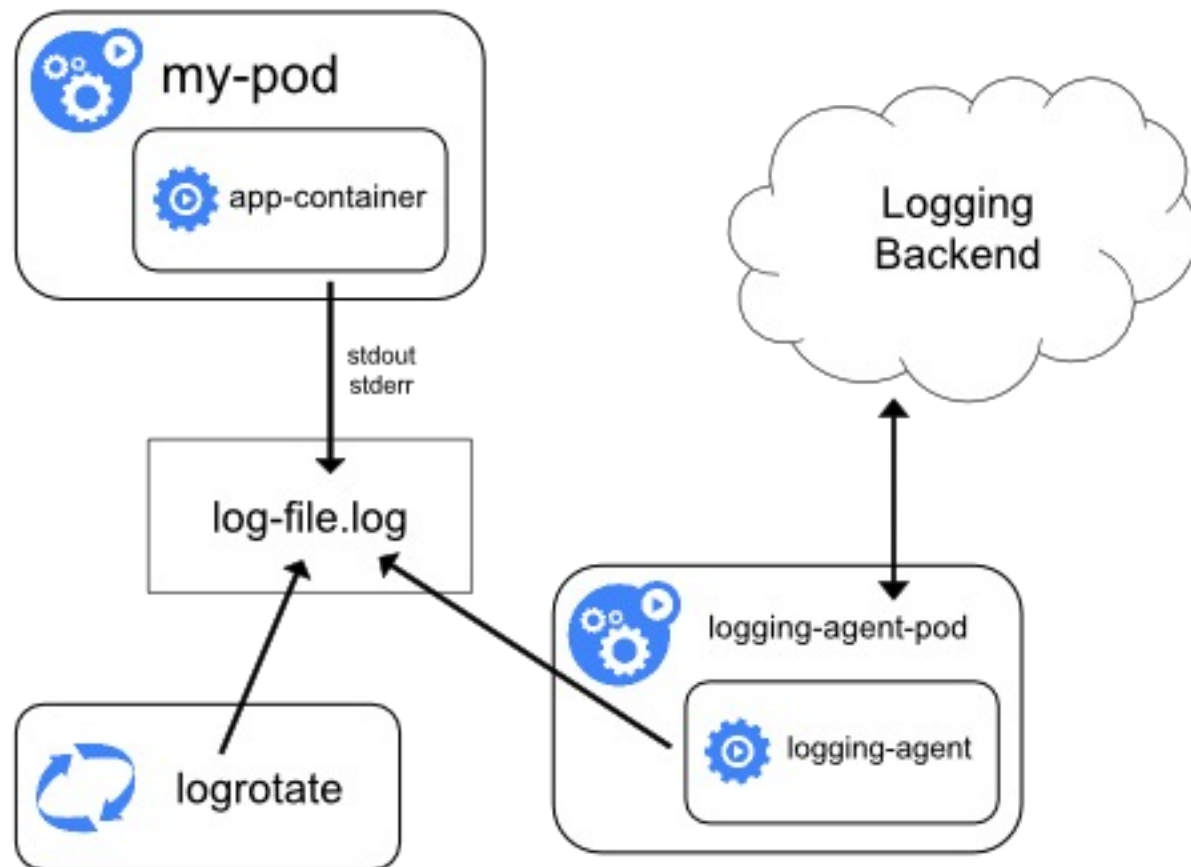 my-pod
app-container
Logging
Backend
stdout
stderr
log-file.log
logging-agent-pod
logging-agent
logrotate